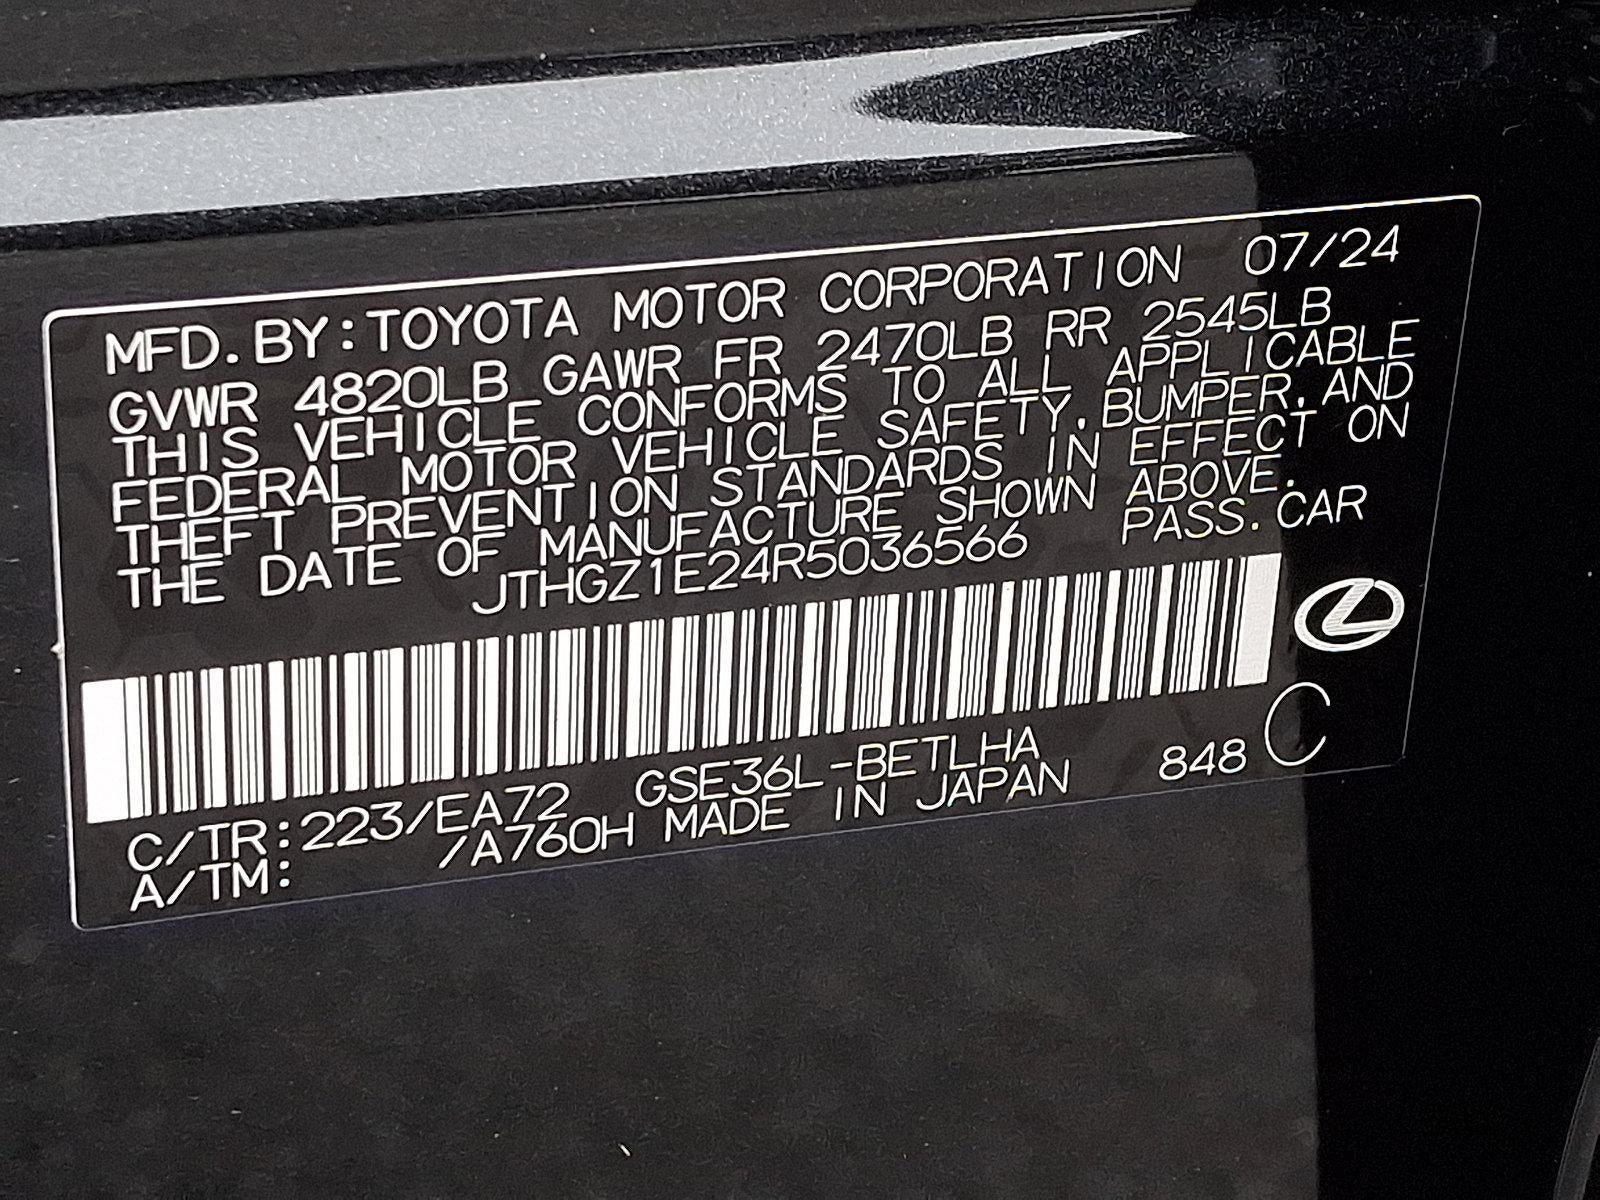 MFD. BY: TOYOTA MOTOR CORPORATION 07/24
GVWR 4820LB GAWR FR 2470LB RR 2545LB
THIS VEHICLE CONFORMS TO ALL APPLICABLE
FEDERAL MOTOR VEHICLE SAFETY, BUMPER, AND
THEFT PREVENTION STANDARDS IN EFFECT ON
THE DATE OF MANUFACTURE SHOWN ABOVE.
JTHGZ1E24R5036566 PASS. CAR
C/TR: 223/EA72 GSE36L-BETLHA 848 C
A/TM: /A760H MADE IN JAPAN